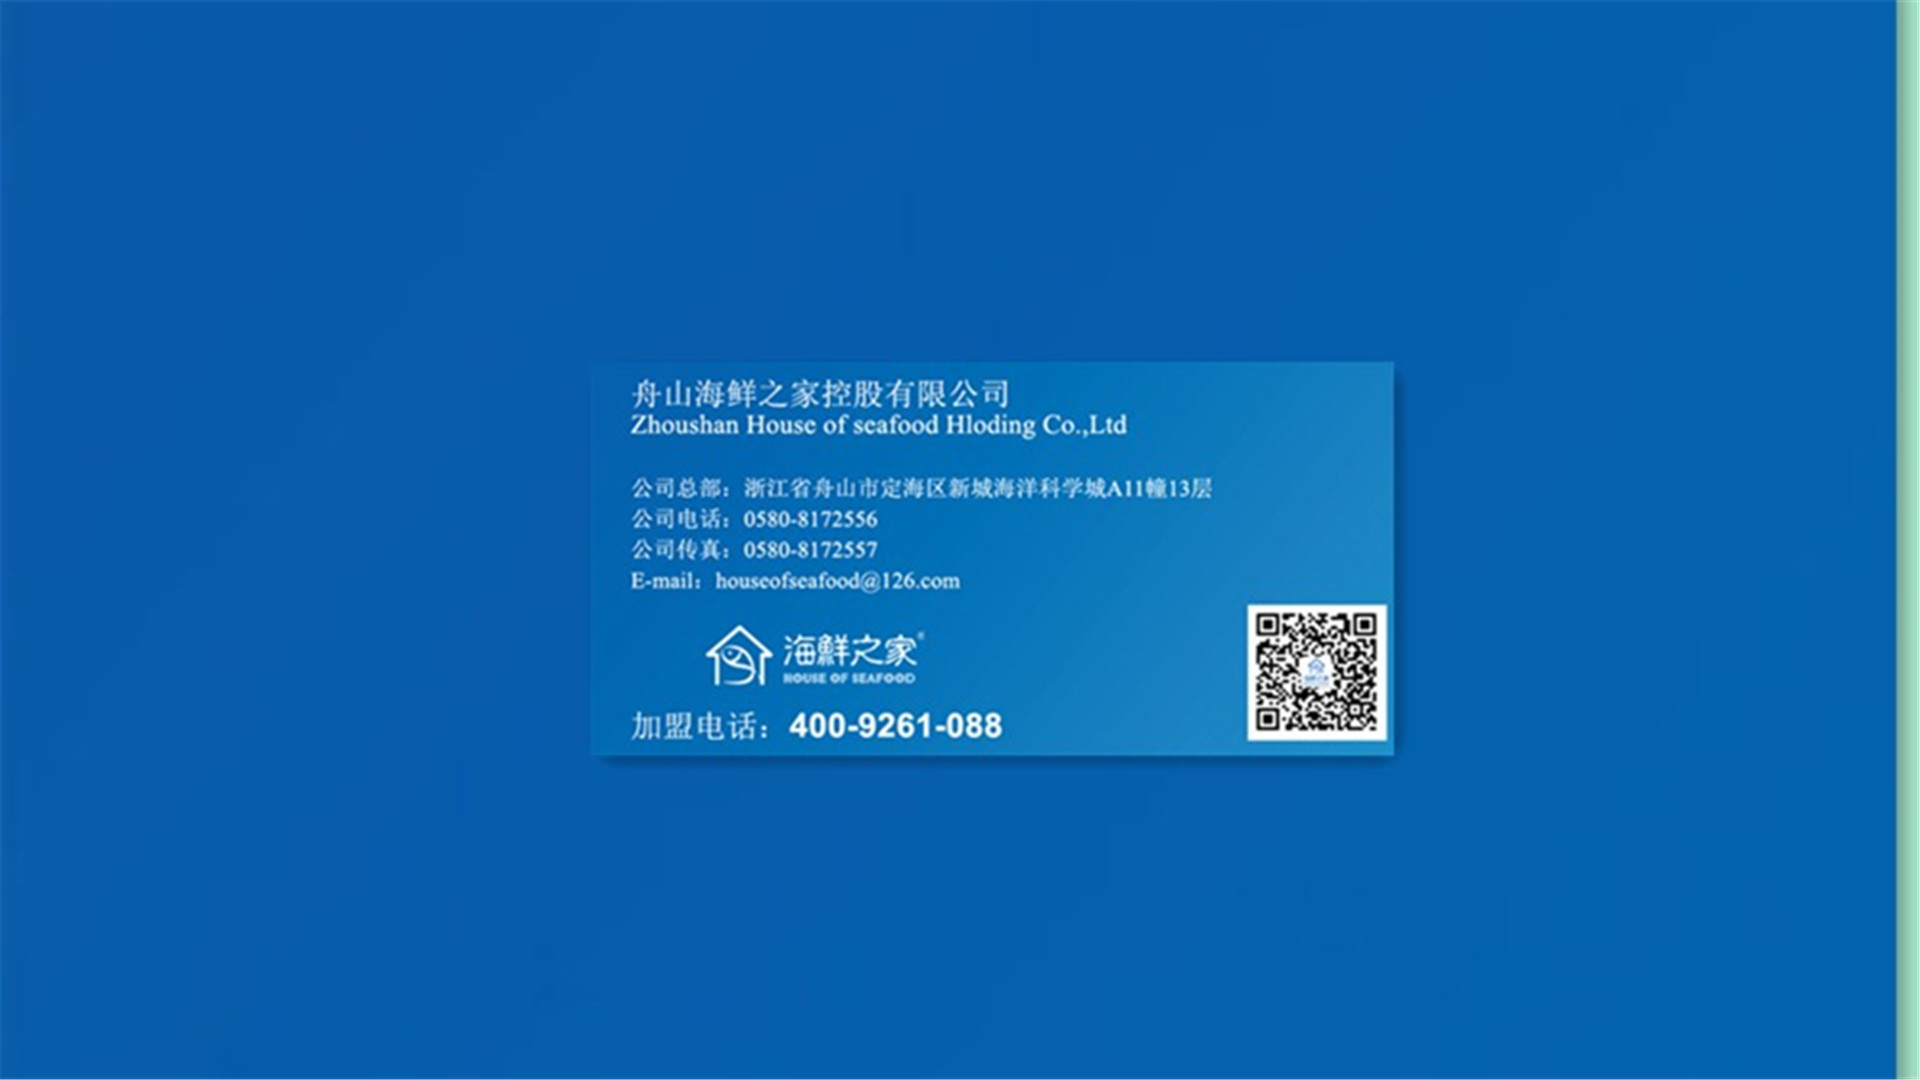 舟山海鲜之家控股有限公司
Zhoushan House of seafood Hloding Co.,Ltd
公司总部：浙江省舟山市定海区新城海洋科学城A11幢13层
公司电话：0580-8172556
公司传真：0580-8172557
E-mail：houseofseafood@126.com
海鮮之家®
HOUSE OF SEAFOOD
加盟电话：400-9261-088